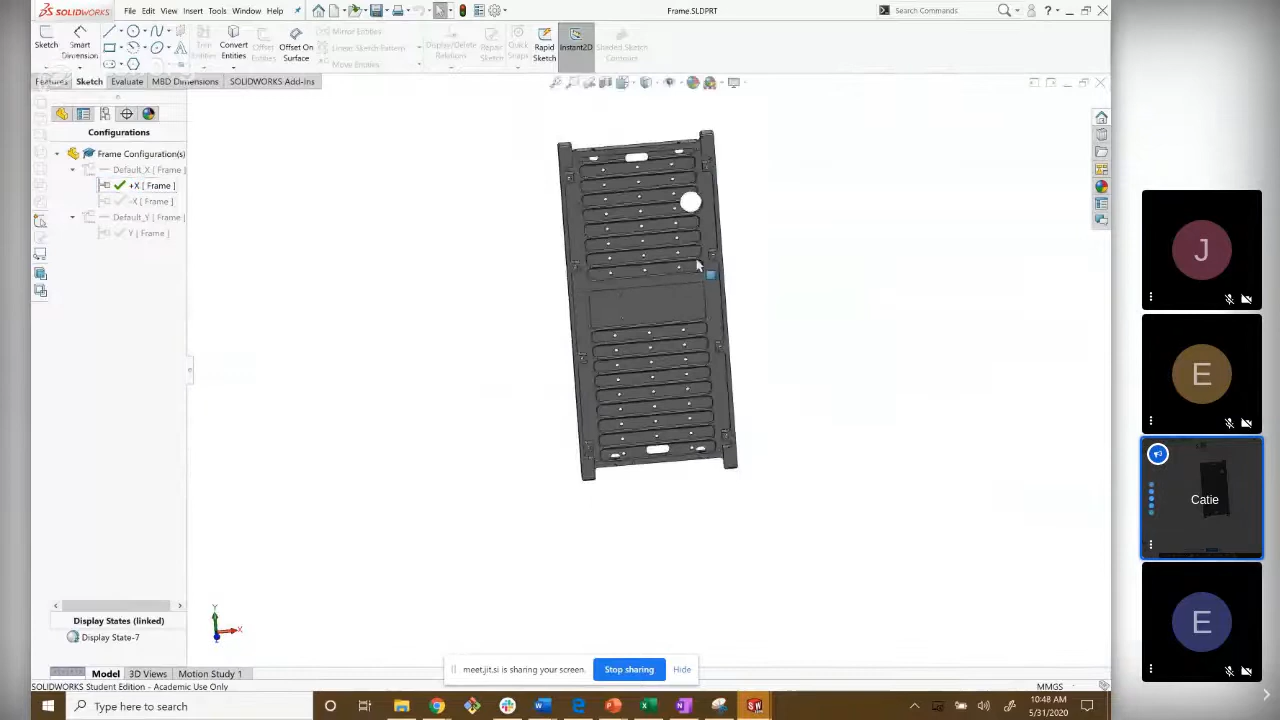 SOLIDWORKS
File Edit View Insert Tools Window Help
Frame.SLDPRT
Search Commands
?
Sketch
Smart Dimension
Trim Entities
Convert Entities
Offset Entities
Offset On Surface
Mirror Entities
Linear Sketch Pattern
Move Entities
Display/Delete Relations
Repair Sketch
Quick Snaps
Rapid Sketch
Instant2D
Shaded Sketch Contours
Sketch Evaluate MBD Dimensions SOLIDWORKS Add-Ins
Configurations
Frame Configuration(s)
Default_X [ Frame ]
+X [ Frame ]
-X [ Frame ]
Default_Y [ Frame ]
Y [ Frame ]
Display States (linked)
Display State-7
Y
X
Model 3D Views Motion Study 1
SOLIDWORKS Student Edition - Academic Use Only
MMGS
meet.jit.si is sharing your screen.
Stop sharing
Hide
Type here to search
10:48 AM
5/31/2020
J
E
Catie
E